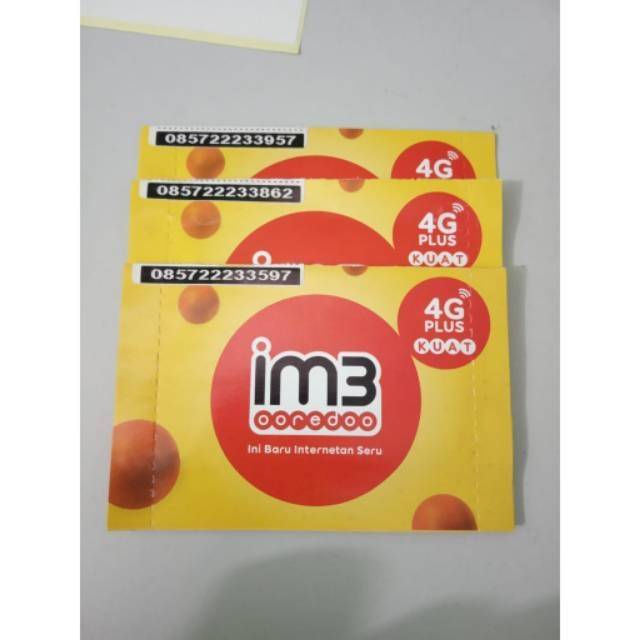 085722233957
4G
085722233862
4G
PLUS
KUAT
085722233597
4G
PLUS
KUAT
im3
ooredoo
Ini Baru Internetan Seru